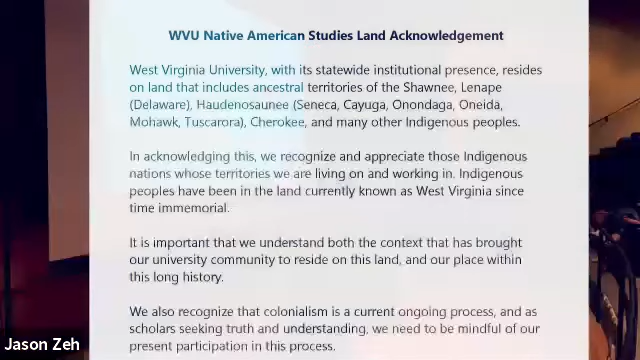 WVU Native American Studies Land Acknowledgement
West Virginia University, with its statewide institutional presence, resides
on land that includes ancestral territories of the Shawnee, Lenape
(Delaware), Haudenosaunee (Seneca, Cayuga, Onondaga, Oneida,
Mohawk, Tuscarora), Cherokee, and many other Indigenous peoples.
In acknowledging this, we recognize and appreciate those Indigenous
nations whose territories we are living on and working in. Indigenous
peoples have been in the land currently known as West Virginia since
time immemorial.
It is important that we understand both the context that has brought
our university community to reside on this land, and our place within
this long history.
We also recognize that colonialism is a current ongoing process, and as
scholars seeking truth and understanding, we need to be mindful of our
present participation in this process.
Jason Zeh